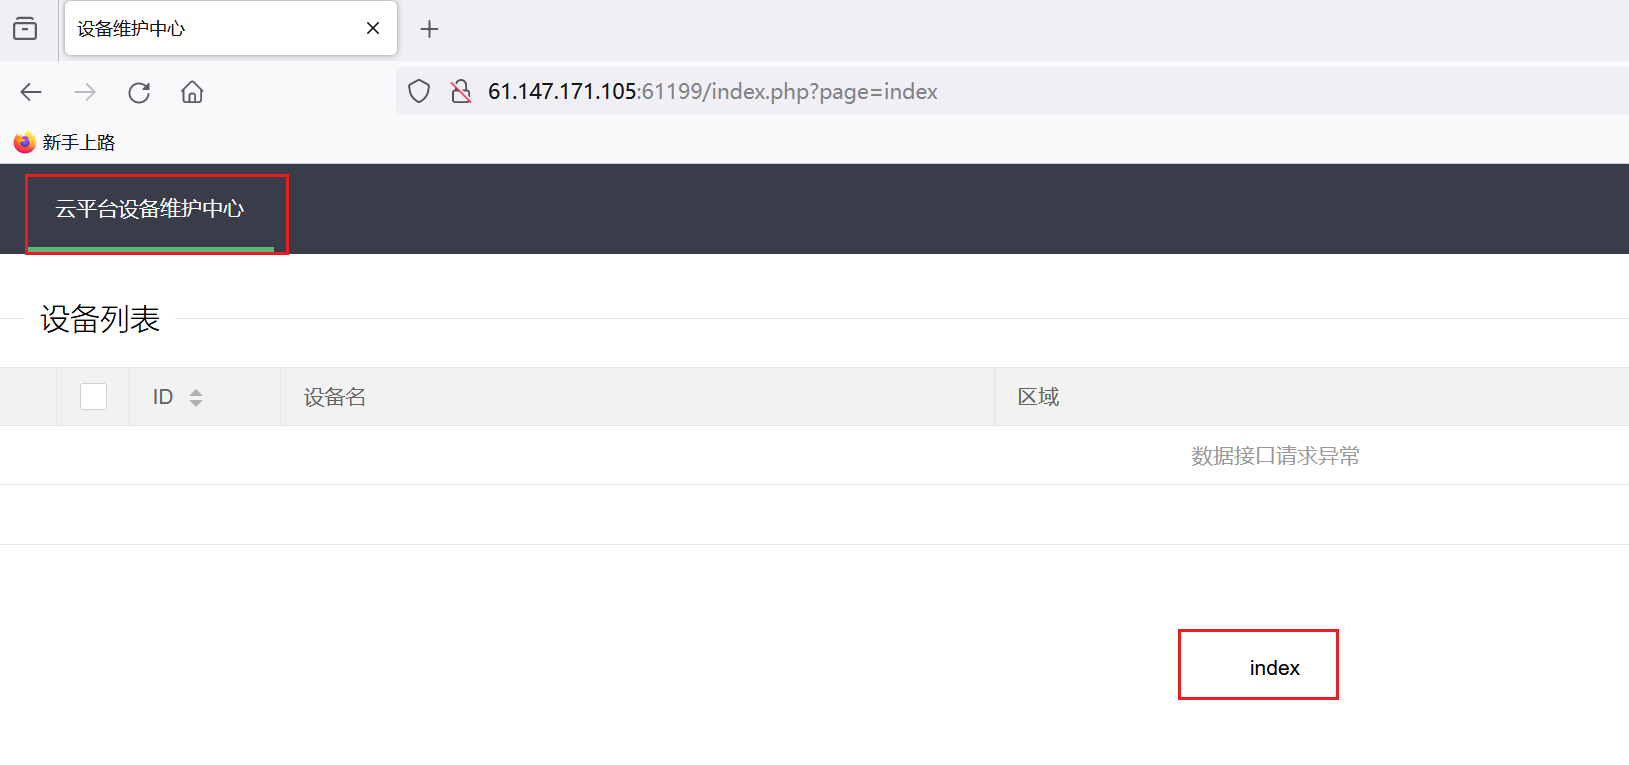 设备维护中心
61.147.171.105:61199/index.php?page=index
新手上路
云平台设备维护中心
设备列表
ID 设备名 区域
数据接口请求异常
index